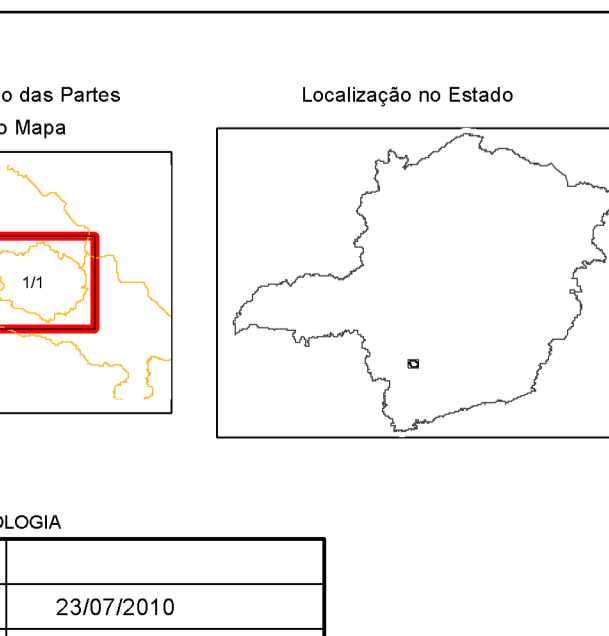 o das Partes
o Mapa
Localização no Estado
1/1
OLOGIA
23/07/2010